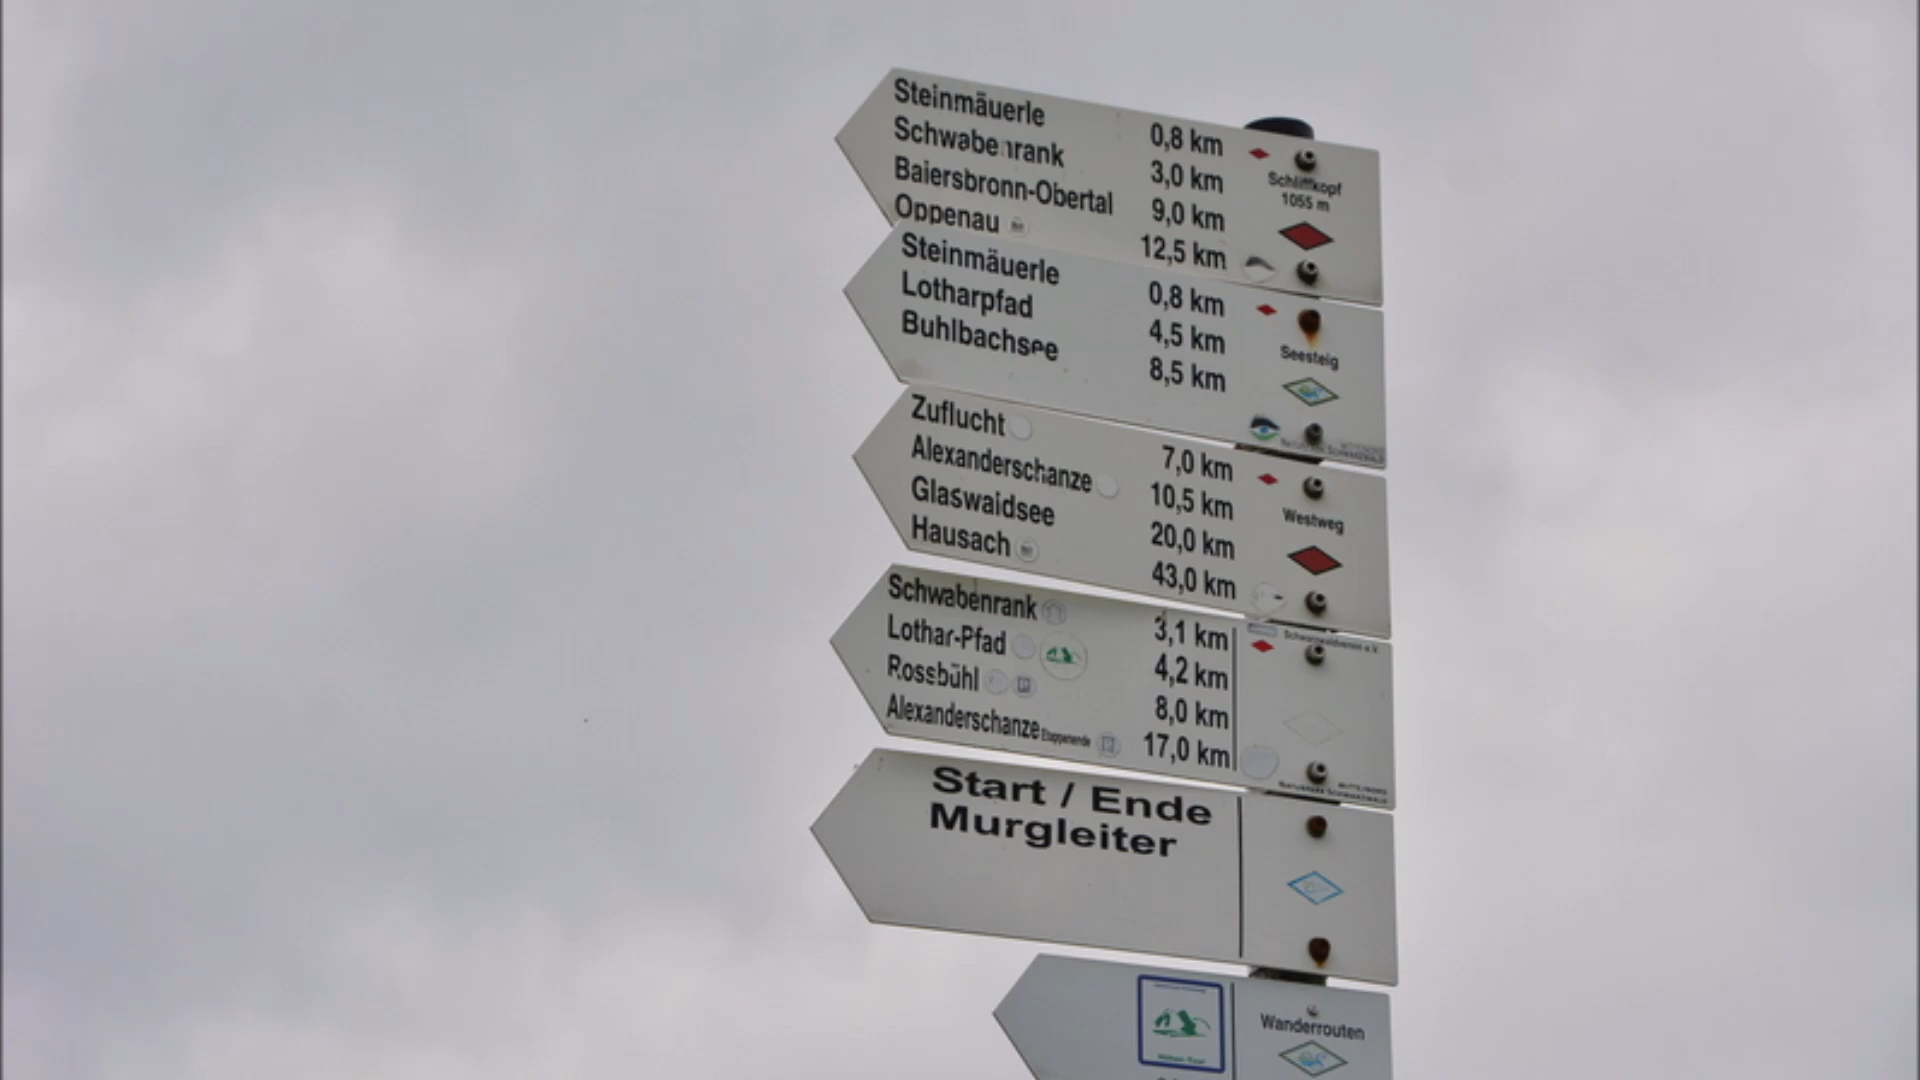 Steinmäuerle 0,8 km
Schwabenrank 3,0 km
Baiersbronn-Obertal 9,0 km
Oppenau 12,5 km
Schliffkopf
1055 m
Steinmäuerle 0,8 km
Lotharpfad 4,5 km
Buhlbachsee 8,5 km
Seesteig
Zuflucht 7,0 km
Alexanderschanze 10,5 km
Glaswaidsee 20,0 km
Hausach 43,0 km
Westweg
Schwabenrank 3,1 km
Lothar-Pfad 4,2 km
Rossbühl 8,0 km
Alexanderschanze Etappenende 17,0 km
Schwarzwaldverein e.V.
Start / Ende
Murgleiter
Wanderrouten